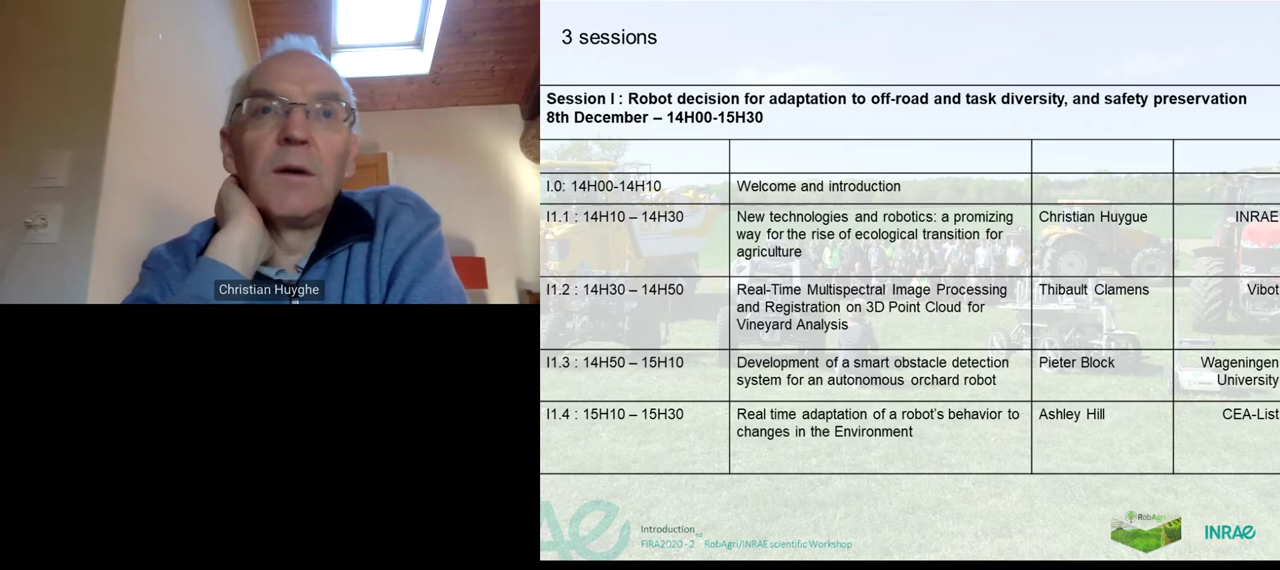 Christian Huyghe
3 sessions
Session I : Robot decision for adaptation to off-road and task diversity, and safety preservation
8th December – 14H00-15H30
I.0: 14H00-14H10
Welcome and introduction
I1.1 : 14H10 – 14H30
New technologies and robotics: a promizing
way for the rise of ecological transition for
agriculture
Christian Huygue
INRAE
I1.2 : 14H30 – 14H50
Real-Time Multispectral Image Processing
and Registration on 3D Point Cloud for
Vineyard Analysis
Thibault Clamens
Vibot
I1.3 : 14H50 – 15H10
Development of a smart obstacle detection
system for an autonomous orchard robot
Pieter Block
Wageningen
University
I1.4 : 15H10 – 15H30
Real time adaptation of a robot's behavior to
changes in the Environment
Ashley Hill
CEA-List
Introduction
FIRA2020 - 2nd RobAgri/INRAE scientific Workshop
RobAgri
INRAE